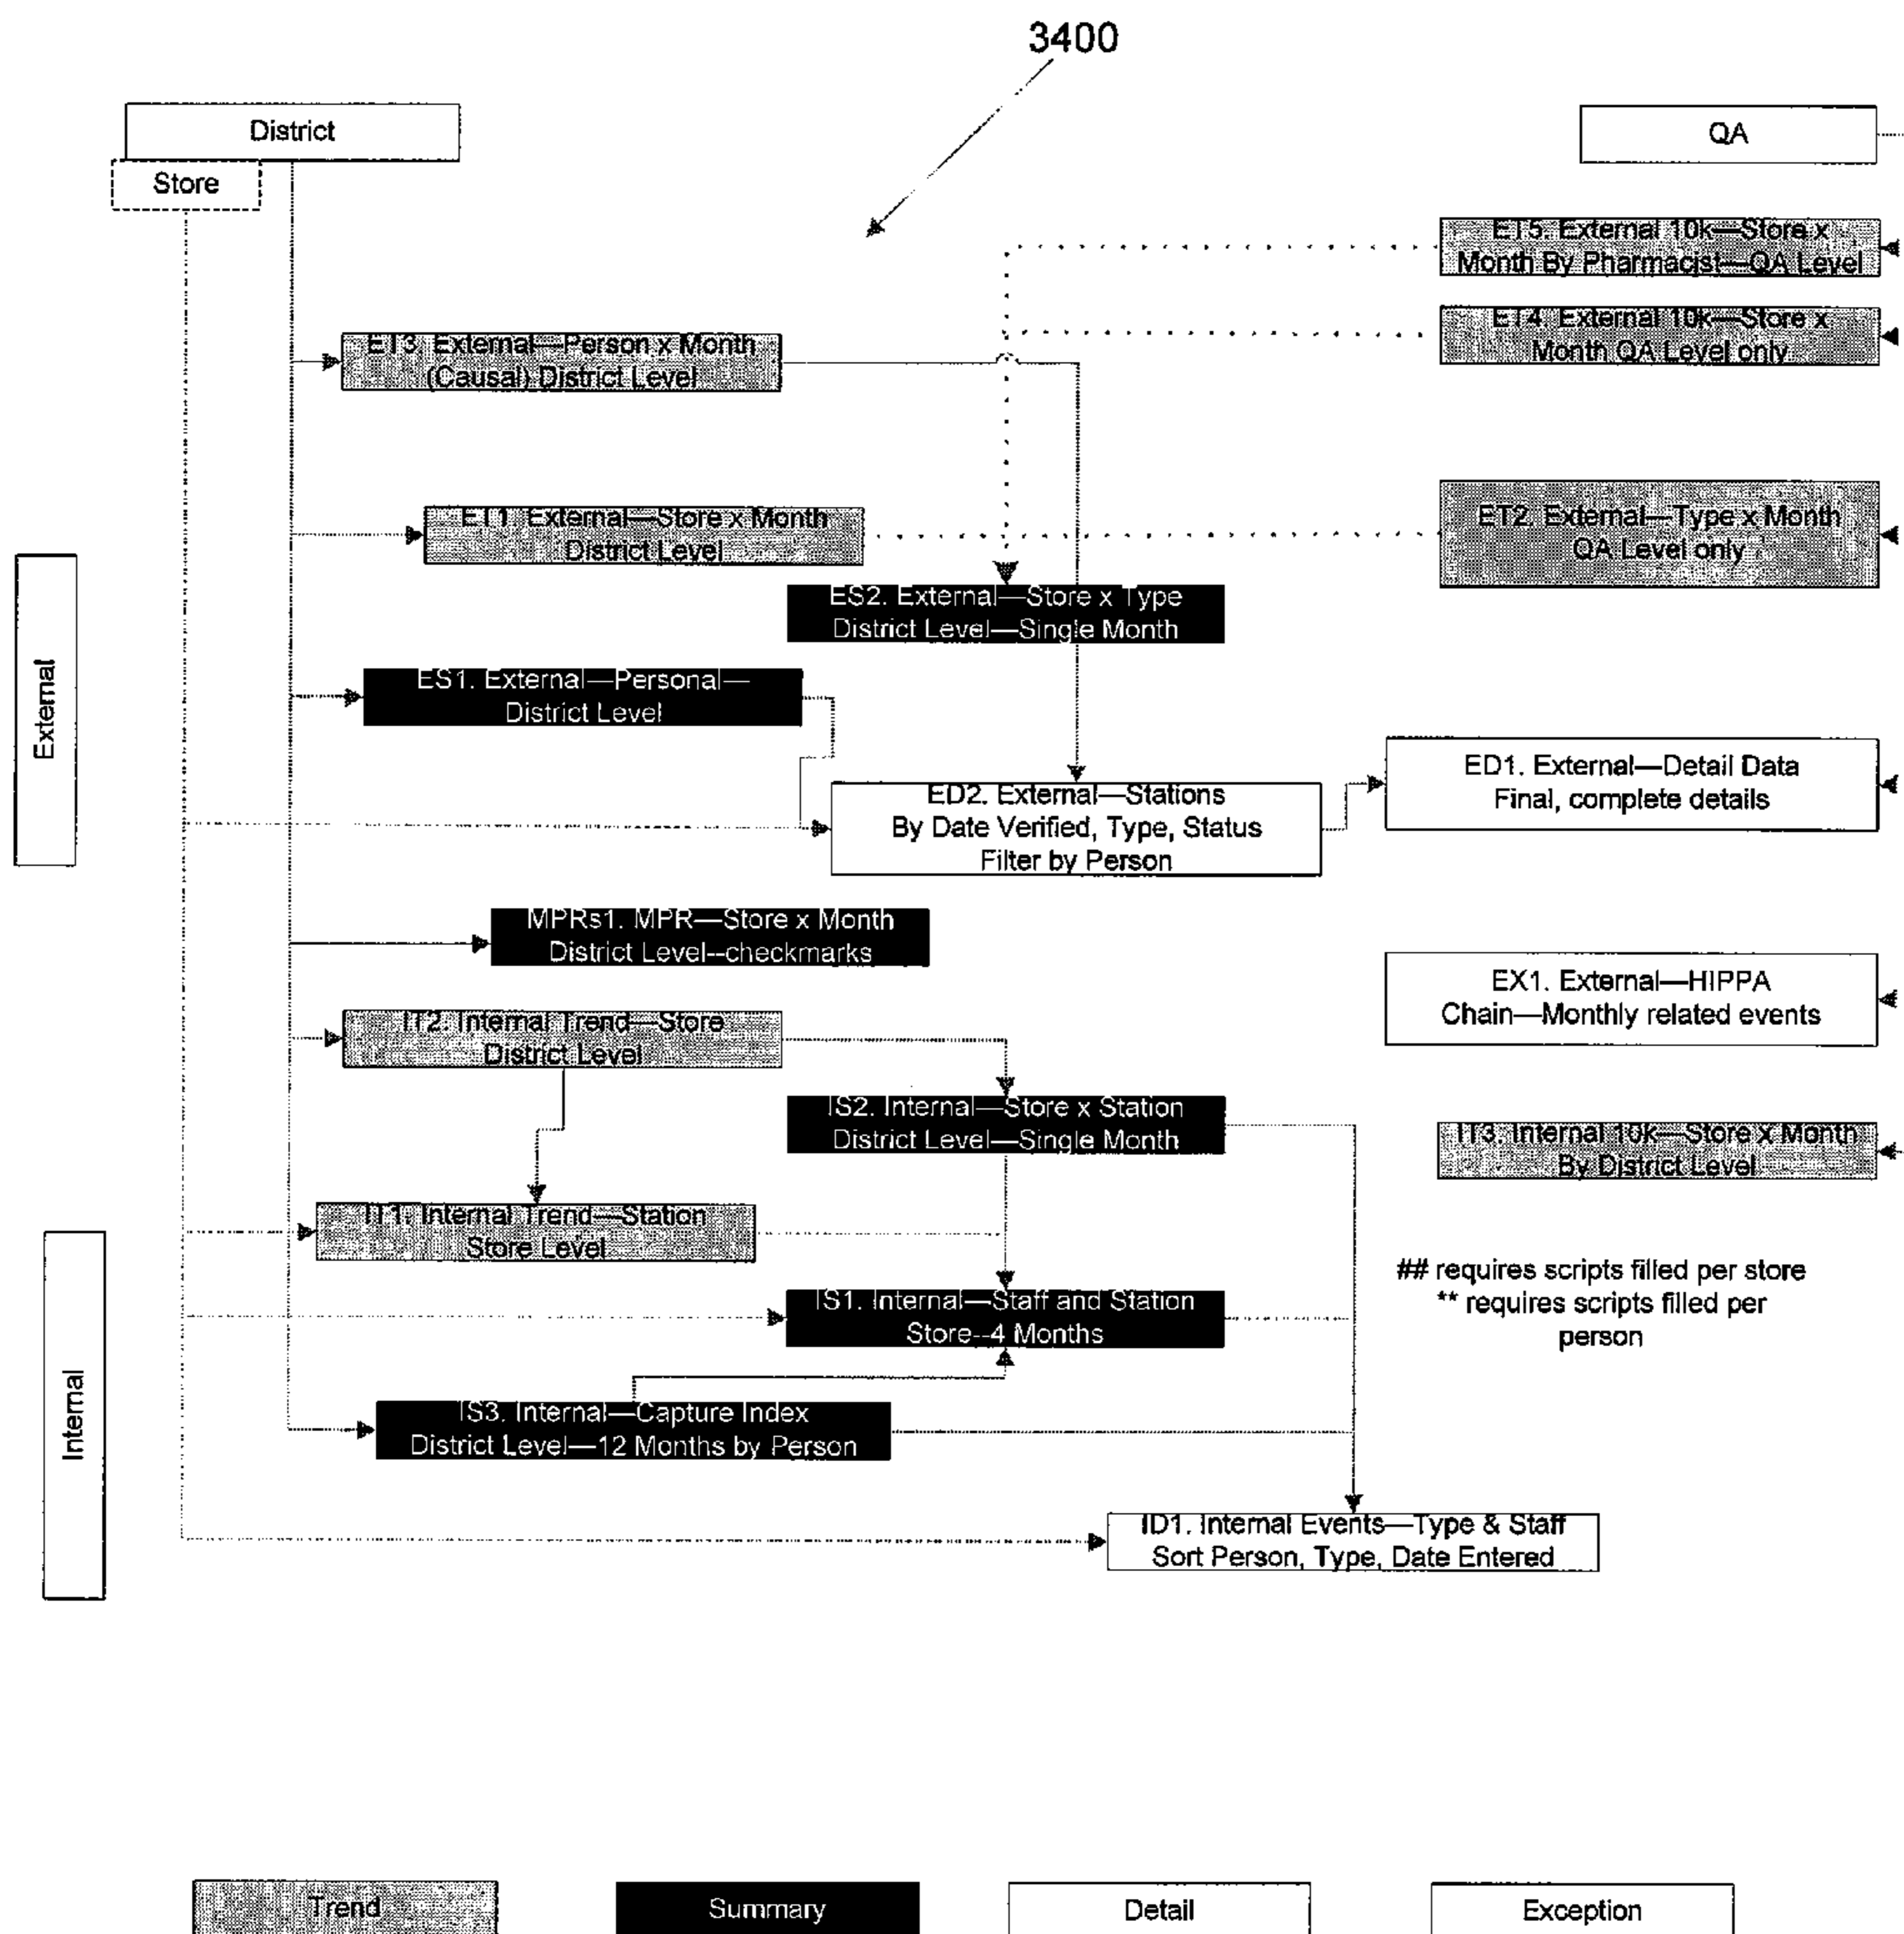 3400
District
QA
Store
ET5. External 10k—Store x
Month By Pharmacist—QA Level
ET4. External 10k—Store x
Month QA Level only
ET3. External—Person x Month
(Causal) District Level
ET1. External—Store x Month
District Level
ET2. External—Type x Month
QA Level only
ES2. External—Store x Type
District Level—Single Month
External
ES1. External—Personal—
District Level
ED2. External—Stations
By Date Verified, Type, Status
Filter by Person
ED1. External—Detail Data
Final, complete details
MPRs1. MPR—Store x Month
District Level--checkmarks
EX1. External—HIPPA
Chain—Monthly related events
IT2. Internal Trend—Store
District Level
IS2. Internal—Store x Station
District Level—Single Month
IT3. Internal 10k—Store x Month
By District Level
IT1. Internal Trend—Station
Store Level
## requires scripts filled per store
** requires scripts filled per
person
IS1. Internal—Staff and Station
Store--4 Months
Internal
IS3. Internal—Capture Index
District Level—12 Months by Person
ID1. Internal Events—Type & Staff
Sort Person, Type, Date Entered
Trend
Summary
Detail
Exception